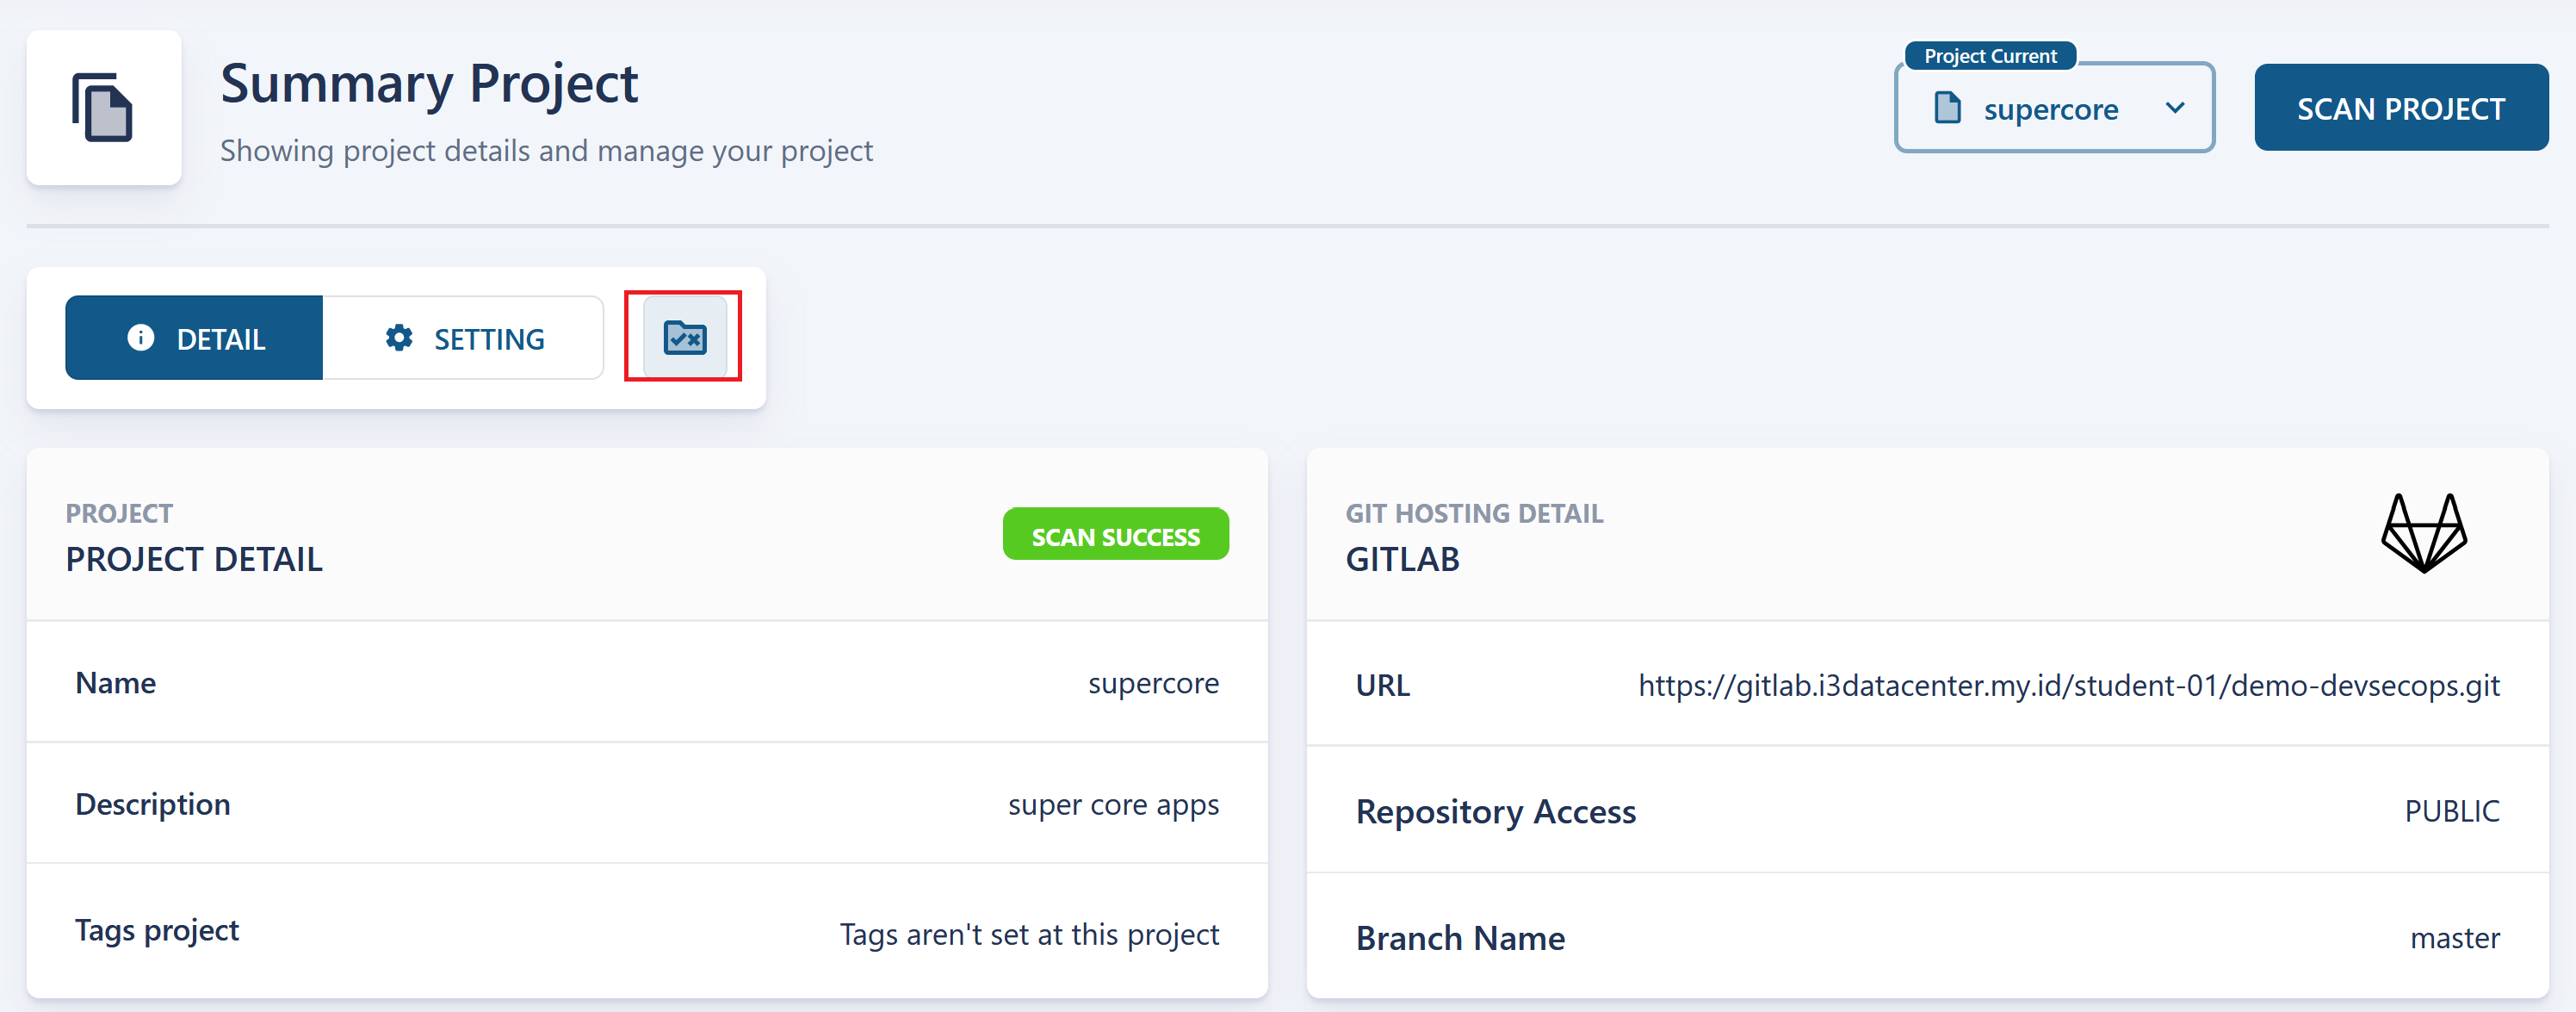 Summary Project
Showing project details and manage your project
Project Current
supercore
SCAN PROJECT
DETAIL
SETTING
PROJECT
PROJECT DETAIL
SCAN SUCCESS
Name
supercore
Description
super core apps
Tags project
Tags aren't set at this project
GIT HOSTING DETAIL
GITLAB
URL
https://gitlab.i3datacenter.my.id/student-01/demo-devsecops.git
Repository Access
PUBLIC
Branch Name
master